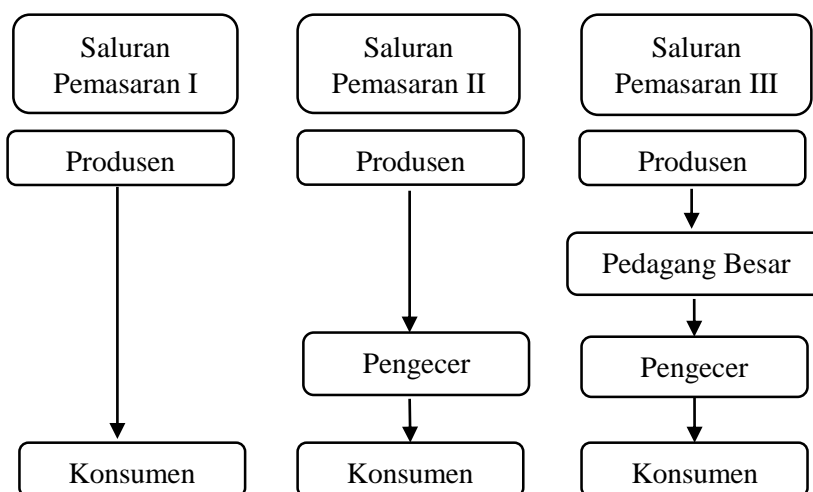 Saluran
Pemasaran I
Saluran
Pemasaran II
Saluran
Pemasaran III
Produsen
Produsen
Produsen
Pedagang Besar
Pengecer
Pengecer
Konsumen
Konsumen
Konsumen